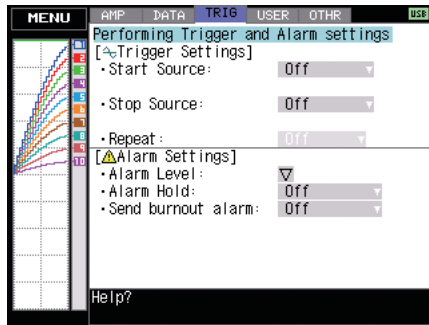 MENU AMP DATA TRIG USER OTHR USB
Performing Trigger and Alarm settings
[Trigger Settings]
・Start Source: Off
・Stop Source: Off
・Repeat: Off
[Alarm Settings]
・Alarm Level:
・Alarm Hold: Off
・Send burnout alarm: Off
1
2
3
4
5
6
7
8
9
10
Help?